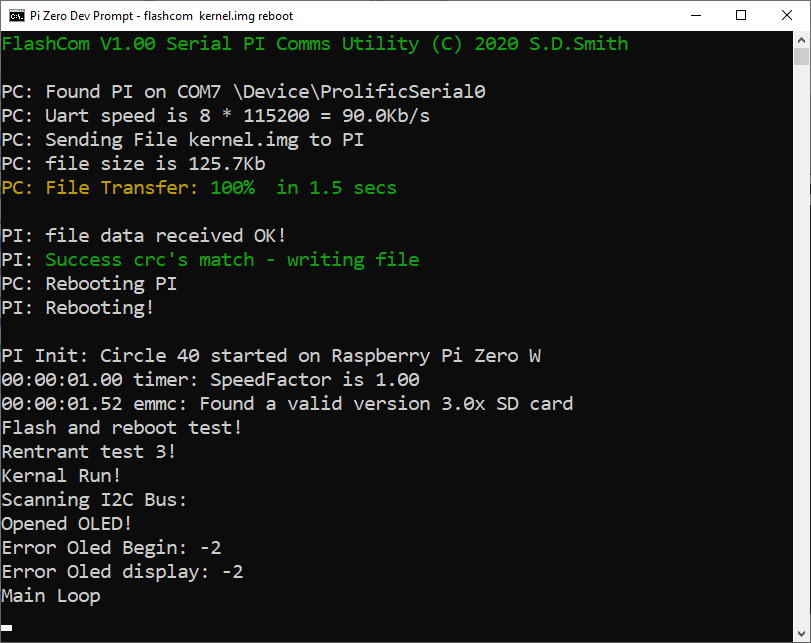 Pi Zero Dev Prompt - flashcom  kernel.img reboot
FlashCom V1.00 Serial PI Comms Utility (C) 2020 S.D.Smith
PC: Found PI on COM7 \Device\ProlificSerial0
PC: Uart speed is 8 * 115200 = 90.0Kb/s
PC: Sending File kernel.img to PI
PC: file size is 125.7Kb
PC: File Transfer: 100%  in 1.5 secs
PI: file data received OK!
PI: Success crc's match - writing file
PC: Rebooting PI
PI: Rebooting!
PI Init: Circle 40 started on Raspberry Pi Zero W
00:00:01.00 timer: SpeedFactor is 1.00
00:00:01.52 emmc: Found a valid version 3.0x SD card
Flash and reboot test!
Rentrant test 3!
Kernal Run!
Scanning I2C Bus:
Opened OLED!
Error Oled Begin: -2
Error Oled display: -2
Main Loop